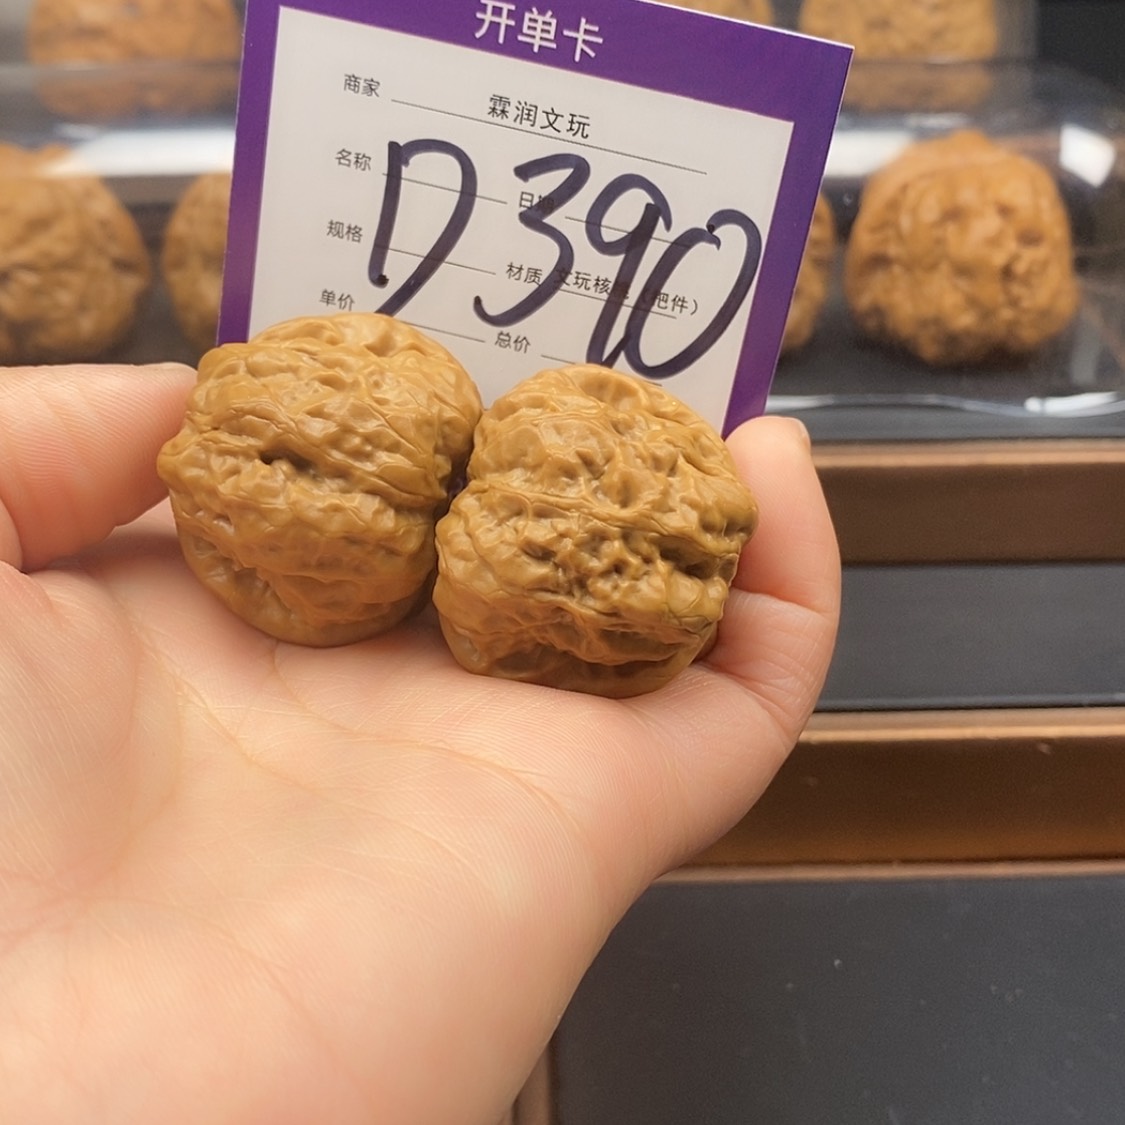 开单卡
商家 霖润文玩
名称 日期
规格 材质 文玩核桃（把件）
单价 总价
D390